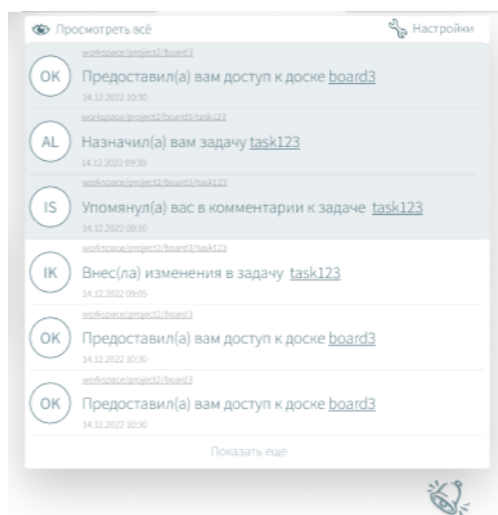 Просмотреть всё
Настройки
workspace/project2/board3
OK
Предоставил(а) вам доступ к доске board3
14.12.2022 10:30
workspace/project2/board3/task123
AL
Назначил(а) вам задачу task123
14.12.2022 09:30
workspace/project2/board3/task123
IS
Упомянул(а) вас в комментарии к задаче task123
14.12.2022 09:10
workspace/project2/board3/task123
IK
Внес(ла) изменения в задачу task123
14.12.2022 09:05
workspace/project2/board3
OK
Предоставил(а) вам доступ к доске board3
14.12.2022 10:30
workspace/project2/board3
OK
Предоставил(а) вам доступ к доске board3
14.12.2022 10:30
Показать еще